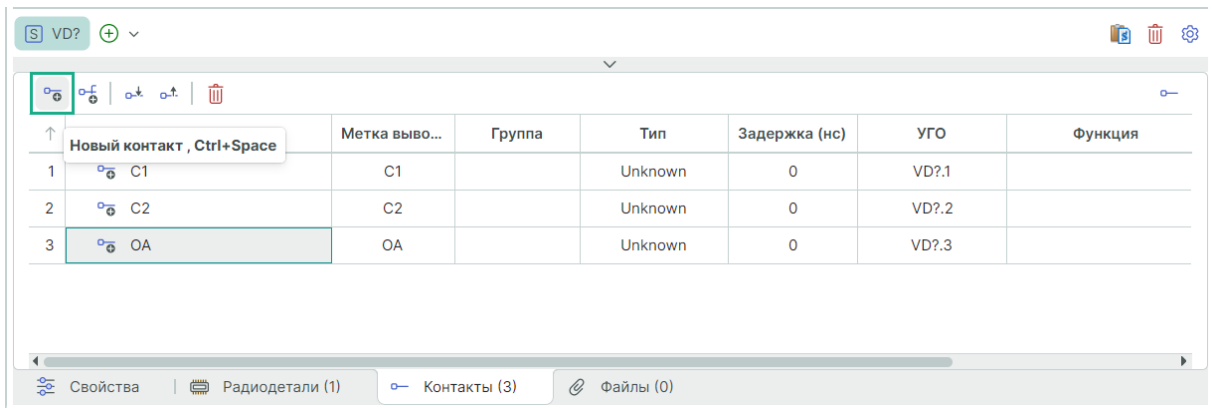 S VD?
Метка выво... Группа Тип Задержка (нс) УГО Функция
Новый контакт , Ctrl+Space
1 C1 C1 Unknown 0 VD?.1
2 C2 C2 Unknown 0 VD?.2
3 OA OA Unknown 0 VD?.3
Свойства Радиодетали (1) Контакты (3) Файлы (0)